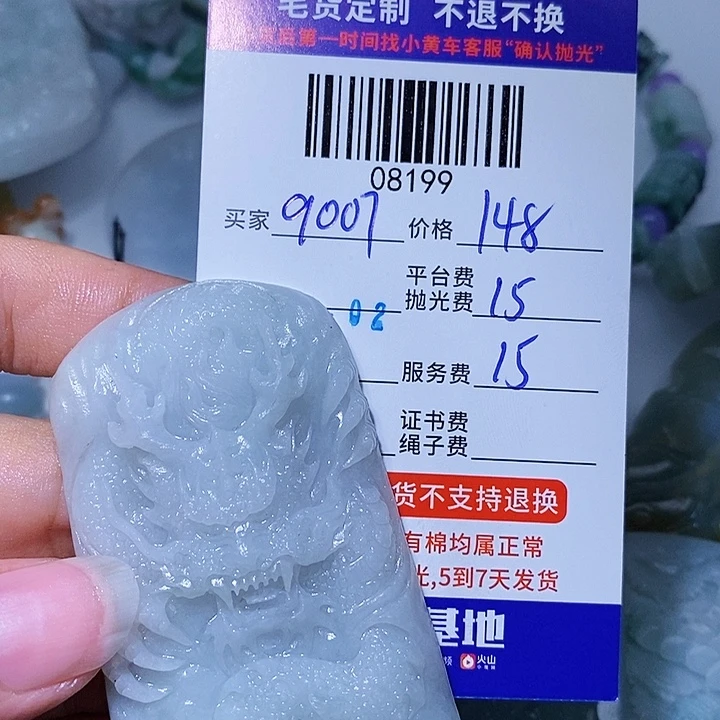 毛货定制 不退不换
第一时间找小黄车客服“确认抛光”
08199
买家 9007 价格 148
平台费
抛光费 15
02
服务费 15
证书费
绳子费
货不支持退换
有棉均属正常
光,5到7天发货
基地
频 火山